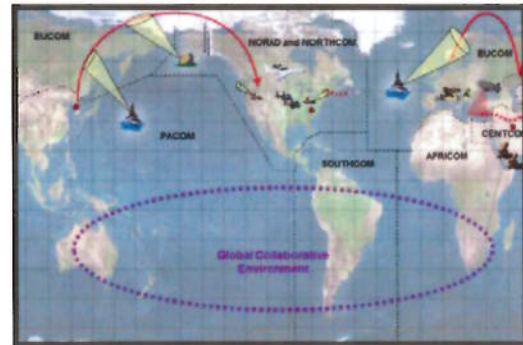 EUCOM
NORAD and NORTHCOM
EUCOM
PACOM
CENTCOM
AFRICOM
SOUTHCOM
Global Collaborative
Environment